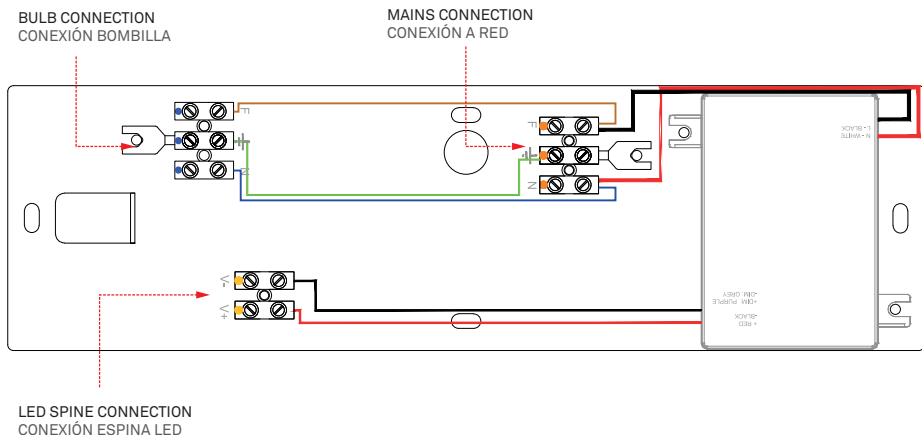 BULB CONNECTION
CONEXIÓN BOMBILLA
MAINS CONNECTION
CONEXIÓN A RED
F
N
F
N
L - BLACK
N - WHITE
V-
V+
-DIM: GREY
+DIM: PURPLE
-BLACK
+ RED
LED SPINE CONNECTION
CONEXIÓN ESPINA LED